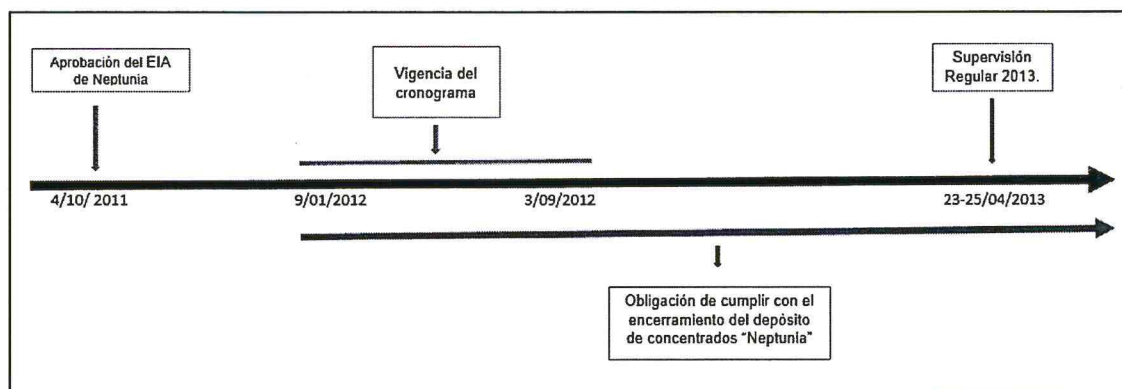 Aprobación del EIA
de Neptunia
Vigencia del
cronograma
Supervisión
Regular 2013.
4/10/ 2011
9/01/2012
3/09/2012
23-25/04/2013
Obligación de cumplir con el
encerramiento del depósito
de concentrados "Neptunia"